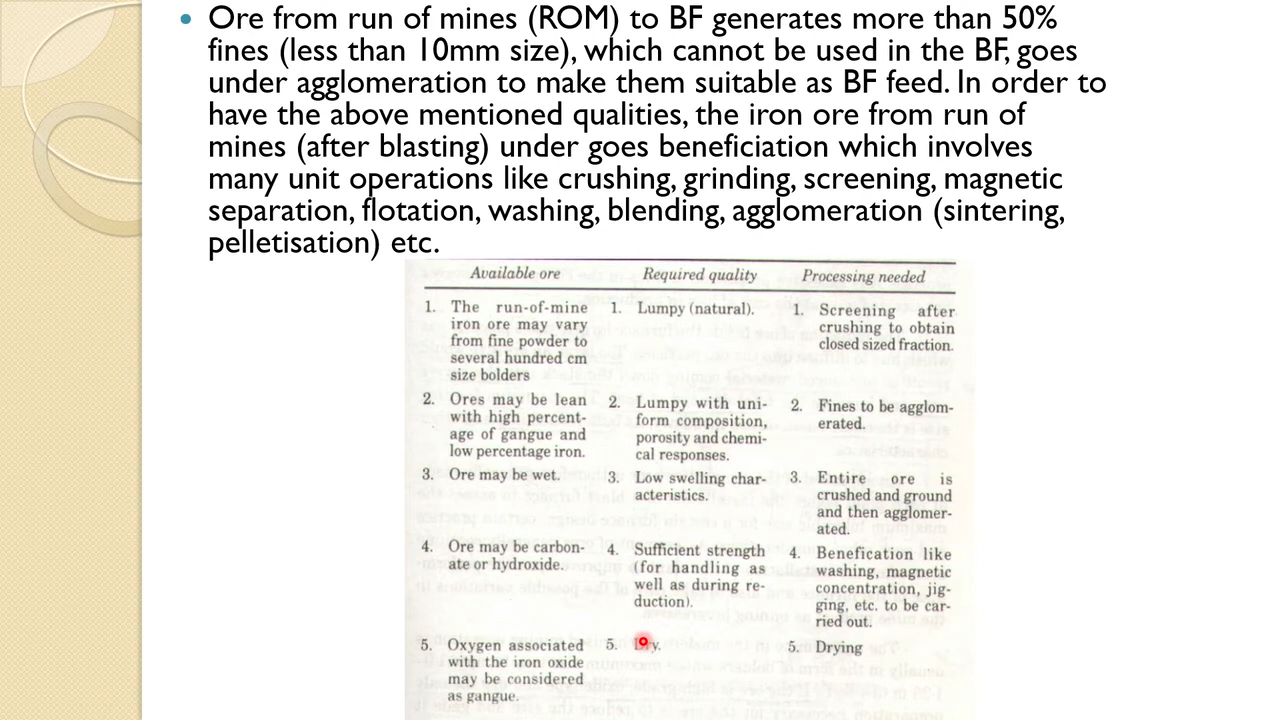 Ore from run of mines (ROM) to BF generates more than 50%
fines (less than 10mm size), which cannot be used in the BF, goes
under agglomeration to make them suitable as BF feed. In order to
have the above mentioned qualities, the iron ore from run of
mines (after blasting) under goes beneficiation which involves
many unit operations like crushing, grinding, screening, magnetic
separation, flotation, washing, blending, agglomeration (sintering,
pelletisation) etc.
Available ore Required quality Processing needed
1. The run-of-mine
iron ore may vary
from fine powder to
several hundred cm
size bolders
1. Lumpy (natural).
1. Screening after
crushing to obtain
closed sized fraction.
2. Ores may be lean
with high percent-
age of gangue and
low percentage iron.
2. Lumpy with uni-
form composition,
porosity and chemi-
cal responses.
2. Fines to be agglom-
erated.
3. Ore may be wet.
3. Low swelling char-
acteristics.
3. Entire ore is
crushed and ground
and then agglomer-
ated.
4. Ore may be carbon-
ate or hydroxide.
4. Sufficient strength
(for handling as
well as during re-
duction).
4. Benefication like
washing, magnetic
concentration, jig-
ging, etc. to be car-
ried out.
5. Oxygen associated
with the iron oxide
may be considered
as gangue.
5.
5. Drying